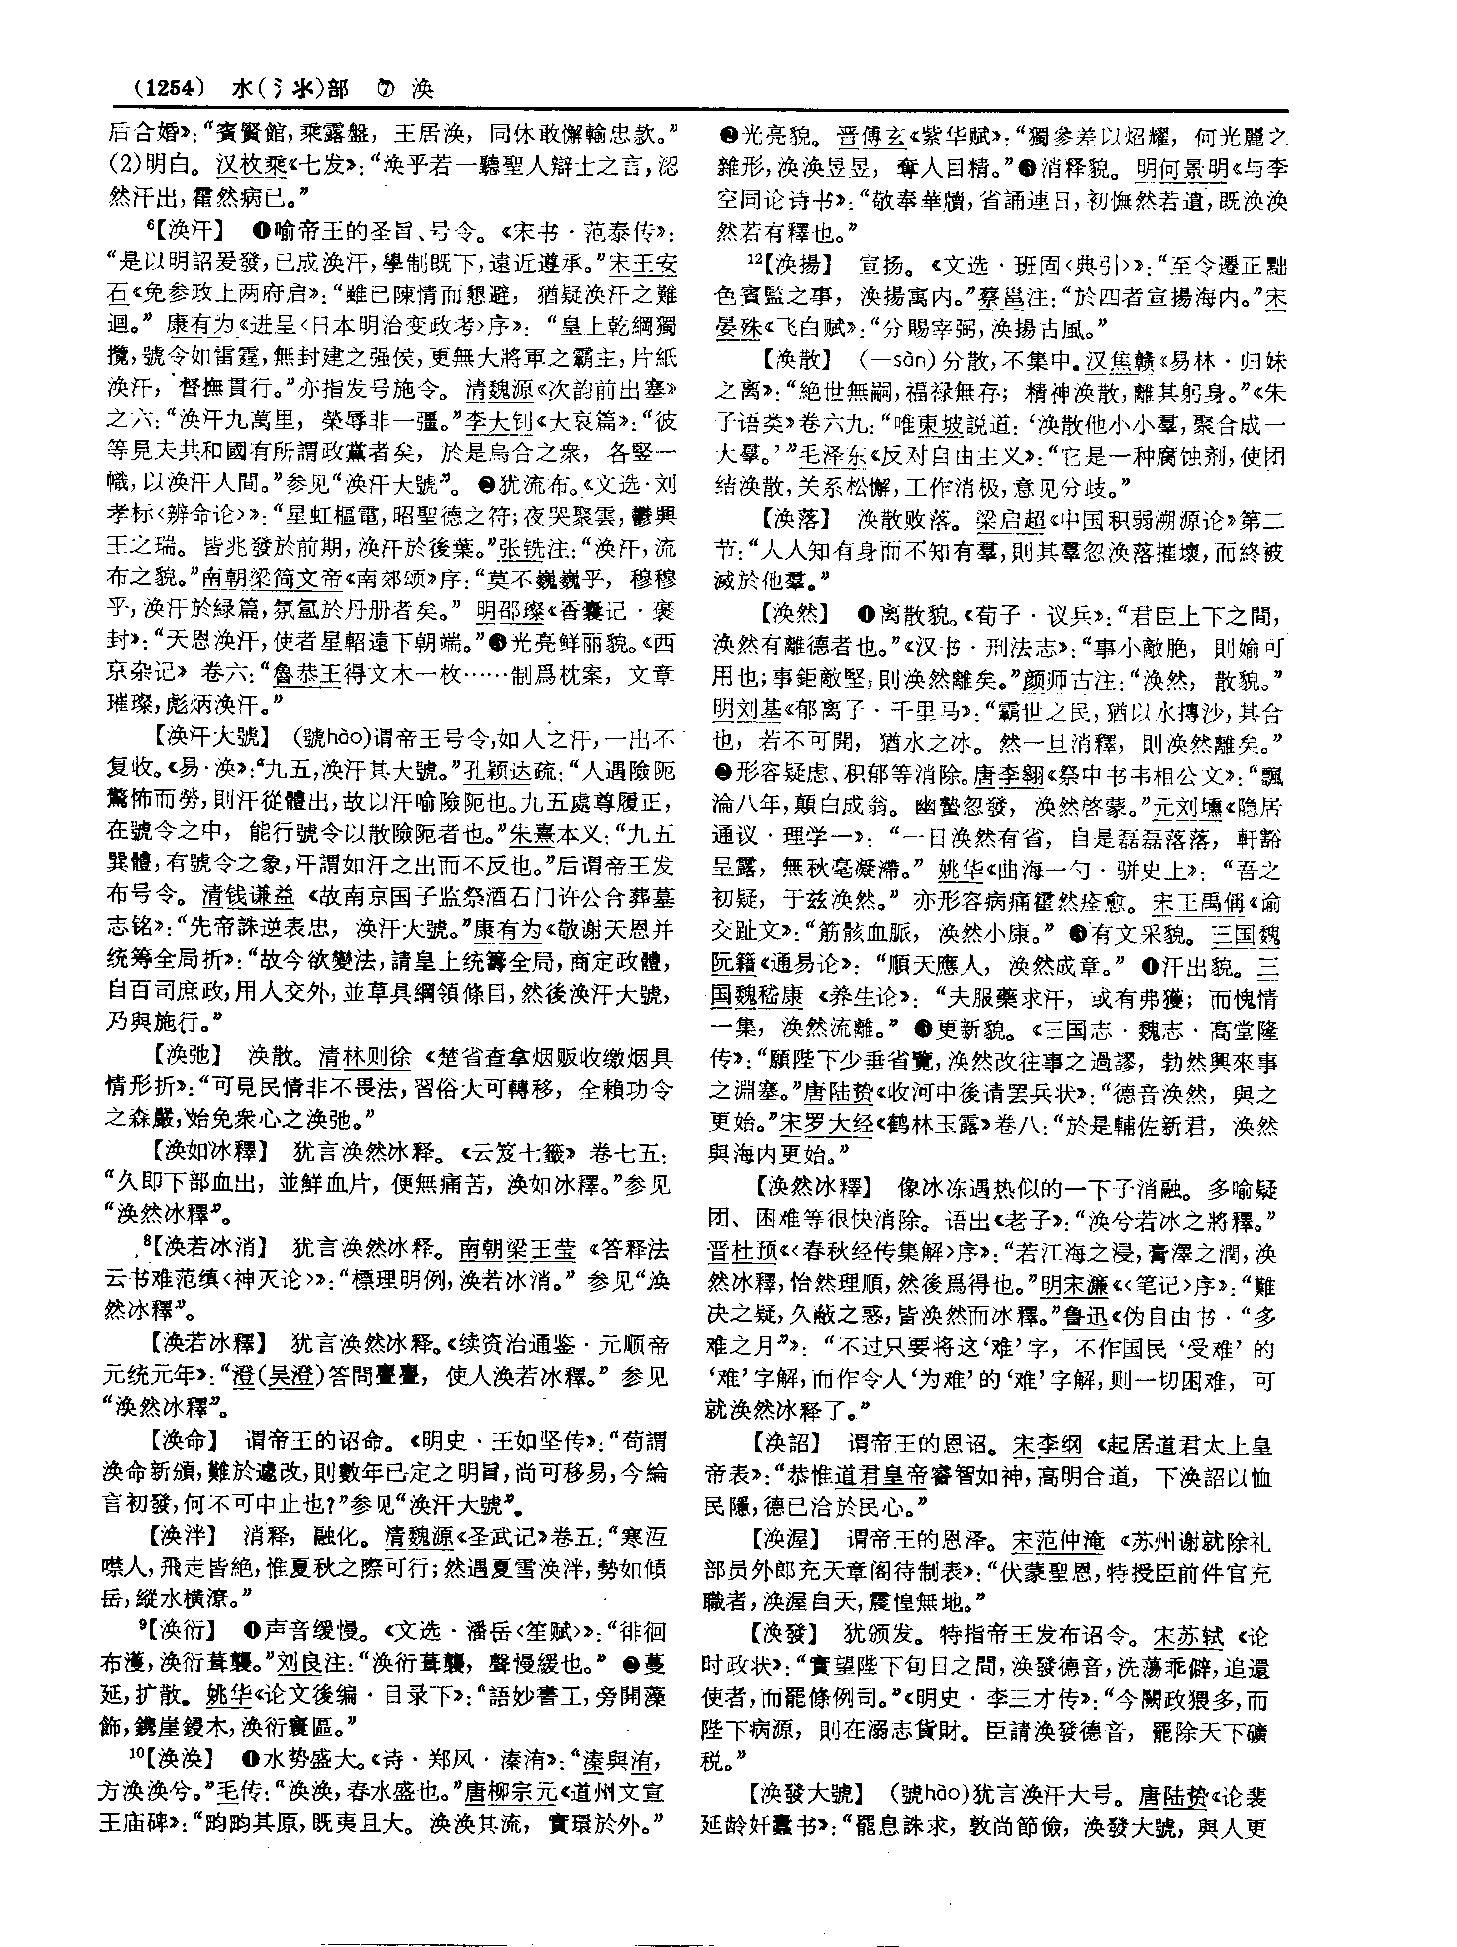 (1254) 水(氵氺)部 ⑦ 涣
后合婚》：“賓賢館，乘露盤，王居涣，同休敢懈輸忠款。”
(2)明白。汉枚乘《七发》：“涣乎若一聽聖人辯士之言，涊
然汗出，霍然病已。”
⁶【涣汗】 ❶喻帝王的圣旨、号令。《宋书·范泰传》：
“是以明詔爰發，已成涣汗，學制既下，遠近遵承。”宋王安
石《免参政上两府启》：“雖已陳情而懇避，猶疑涣汗之難
迴。”康有为《进呈〈日本明治变政考〉序》：“皇上乾綱獨
攬，號令如雷霆，無封建之强侯，更無大將軍之霸主，片紙
涣汗，督撫貫行。”亦指发号施令。清魏源《次韵前出塞》
之六：“涣汗九萬里，榮辱非一彊。”李大钊《大哀篇》：“彼
等見夫共和國有所謂政黨者矣，於是烏合之衆，各竪一
幟，以涣汗人間。”参见“涣汗大號”。❷犹流布。《文选·刘
孝标〈辨命论〉》：“星虹樞電，昭聖德之符；夜哭聚雲，鬱興
王之瑞。皆兆發於前期，涣汗於後葉。”张铣注：“涣汗，流
布之貌。”南朝梁简文帝《南郊颂》序：“莫不巍巍乎，穆穆
乎，涣汗於緑篇，氛氲於丹册者矣。”明邵璨《香囊记·褒
封》：“天恩涣汗，使者星軺遠下朝端。”❸光亮鲜丽貌。《西
京杂记》卷六：“魯恭王得文木一枚……制爲枕案，文章
璀璨，彪炳涣汗。”
【涣汗大號】 (號hào)谓帝王号令，如人之汗，一出不
复收。《易·涣》：“九五，涣汗其大號。”孔颖达疏：“人遇險阨
驚怖而勞，則汗從體出，故以汗喻險阨也。九五處尊履正，
在號令之中，能行號令以散險阨者也。”朱熹本义：“九五
巽體，有號令之象，汗謂如汗之出而不反也。”后谓帝王发
布号令。清钱谦益《故南京国子监祭酒石门许公合葬墓
志铭》：“先帝誅逆表忠，涣汗大號。”康有为《敬谢天恩并
统筹全局折》：“故今欲變法，請皇上統籌全局，商定政體，
自百司庶政，用人交外，並草具綱領條目，然後涣汗大號，
乃與施行。”
【涣弛】 涣散。清林则徐《楚省查拿烟贩收缴烟具
情形折》：“可見民情非不畏法，習俗大可轉移，全賴功令
之森嚴，始免衆心之涣弛。”
【涣如冰釋】 犹言涣然冰释。《云笈七籤》卷七五：
“久即下部血出，並鮮血片，便無痛苦，涣如冰釋。”参见
“涣然冰釋”。
⁸【涣若冰消】 犹言涣然冰释。南朝梁王莹《答释法
云书难范缜〈神灭论〉》：“標理明例，涣若冰消。”参见“涣
然冰釋”。
【涣若冰釋】 犹言涣然冰释。《续资治通鉴·元顺帝
元统元年》：“澄(吴澄)答問亹亹，使人涣若冰釋。”参见
“涣然冰釋”。
【涣命】 谓帝王的诏命。《明史·王如坚传》：“苟謂
涣命新頒，難於遽改，則數年已定之明旨，尚可移易，今綸
言初發，何不可中止也？”参见“涣汗大號”。
【涣泮】 消释，融化。清魏源《圣武记》卷五：“寒沍
噤人，飛走皆絶，惟夏秋之際可行；然遇夏雪涣泮，勢如傾
岳，縱水横潦。”
⁹【涣衍】 ❶声音缓慢。《文选·潘岳〈笙赋〉》：“徘徊
布濩，涣衍葺襲。”刘良注：“涣衍葺襲，聲慢緩也。”❷蔓
延，扩散。姚华《论文後编·目录下》：“語妙書工，旁開藻
飾，鐫崖鋟木，涣衍寰區。”
¹⁰【涣涣】 ❶水势盛大。《诗·郑风·溱洧》：“溱與洧，
方涣涣兮。”毛传：“涣涣，春水盛也。”唐柳宗元《道州文宣
王庙碑》：“畇畇其原，既夷且大。涣涣其流，實環於外。”
❷光亮貌。晋傅玄《紫华赋》：“獨參差以炤耀，何光麗之
雜形，涣涣昱昱，奪人目精。”❸消释貌。明何景明《与李
空同论诗书》：“敬奉華牘，省誦連日，初憮然若遺，既涣涣
然若有釋也。”
¹²【涣揚】 宣扬。《文选·班固〈典引〉》：“至令遷正黜
色賓監之事，涣揚寓内。”蔡邕注：“於四者宣揚海内。”宋
晏殊《飞白赋》：“分賜宰弼，涣揚古風。”
【涣散】 (—sàn)分散，不集中。汉焦赣《易林·归妹
之离》：“絶世無嗣，福禄無存；精神涣散，離其躬身。”《朱
子语类》卷六九：“唯東坡説道：‘涣散他小小羣，聚合成一
大羣。’”毛泽东《反对自由主义》：“它是一种腐蚀剂，使团
结涣散，关系松懈，工作消极，意见分歧。”
【涣落】 涣散败落。梁启超《中国积弱溯源论》第二
节：“人人知有身而不知有羣，則其羣忽涣落摧壞，而終被
滅於他羣。”
【涣然】 ❶离散貌。《荀子·议兵》：“君臣上下之間，
涣然有離德者也。”《汉书·刑法志》：“事小敵脆，則媮可
用也；事鉅敵堅，則涣然離矣。”颜师古注：“涣然，散貌。”
明刘基《郁离子·千里马》：“霸世之民，猶以水摶沙，其合
也，若不可開，猶水之冰。然一旦消釋，則涣然離矣。”
❷形容疑虑、积郁等消除。唐李翱《祭中书韦相公文》：“飄
淪八年，顛白成翁。幽蟄忽發，涣然啓蒙。”元刘壎《隐居
通议·理学一》：“一日涣然有省，自是磊磊落落，軒豁
呈露，無秋毫凝滯。”姚华《曲海一勺·骈史上》：“吾之
初疑，于兹涣然。”亦形容病痛霍然痊愈。宋王禹偁《谕
交趾文》：“筋骸血脈，涣然小康。”❸有文采貌。三国魏
阮籍《通易论》：“順天應人，涣然成章。”❹汗出貌。三
国魏嵇康《养生论》：“夫服藥求汗，或有弗獲；而愧情
一集，涣然流離。”❺更新貌。《三国志·魏志·高堂隆
传》：“願陛下少垂省覽，涣然改往事之過謬，勃然興來事
之淵塞。”唐陆贽《收河中後请罢兵状》：“德音涣然，與之
更始。”宋罗大经《鹤林玉露》卷八：“於是輔佐新君，涣然
與海内更始。”
【涣然冰釋】 像冰冻遇热似的一下子消融。多喻疑
团、困难等很快消除。语出《老子》：“涣兮若冰之將釋。”
晋杜预《〈春秋经传集解〉序》：“若江海之浸，膏澤之潤，涣
然冰釋，怡然理順，然後爲得也。”明宋濂《〈笔记〉序》：“難
决之疑，久蔽之惑，皆涣然而冰釋。”鲁迅《伪自由书·“多
难之月”》：“不过只要将这‘难’字，不作国民‘受难’的
‘难’字解，而作令人‘为难’的‘难’字解，则一切困难，可
就涣然冰释了。”
【涣詔】 谓帝王的恩诏。宋李纲《起居道君太上皇
帝表》：“恭惟道君皇帝睿智如神，高明合道，下涣詔以恤
民隱，德已洽於民心。”
【涣渥】 谓帝王的恩泽。宋范仲淹《苏州谢就除礼
部员外郎充天章阁待制表》：“伏蒙聖恩，特授臣前件官充
職者，涣渥自天，震惶無地。”
【涣發】 犹颁发。特指帝王发布诏令。宋苏轼《论
时政状》：“實望陛下旬日之間，涣發德音，洗蕩乖僻，追還
使者，而罷條例司。”《明史·李三才传》：“今闕政猥多，而
陛下病源，則在溺志貨財。臣請涣發德音，罷除天下礦
税。”
【涣發大號】 (號hào)犹言涣汗大号。唐陆贽《论裴
延龄奸蠹书》：“罷息誅求，敦尚節儉，涣發大號，與人更